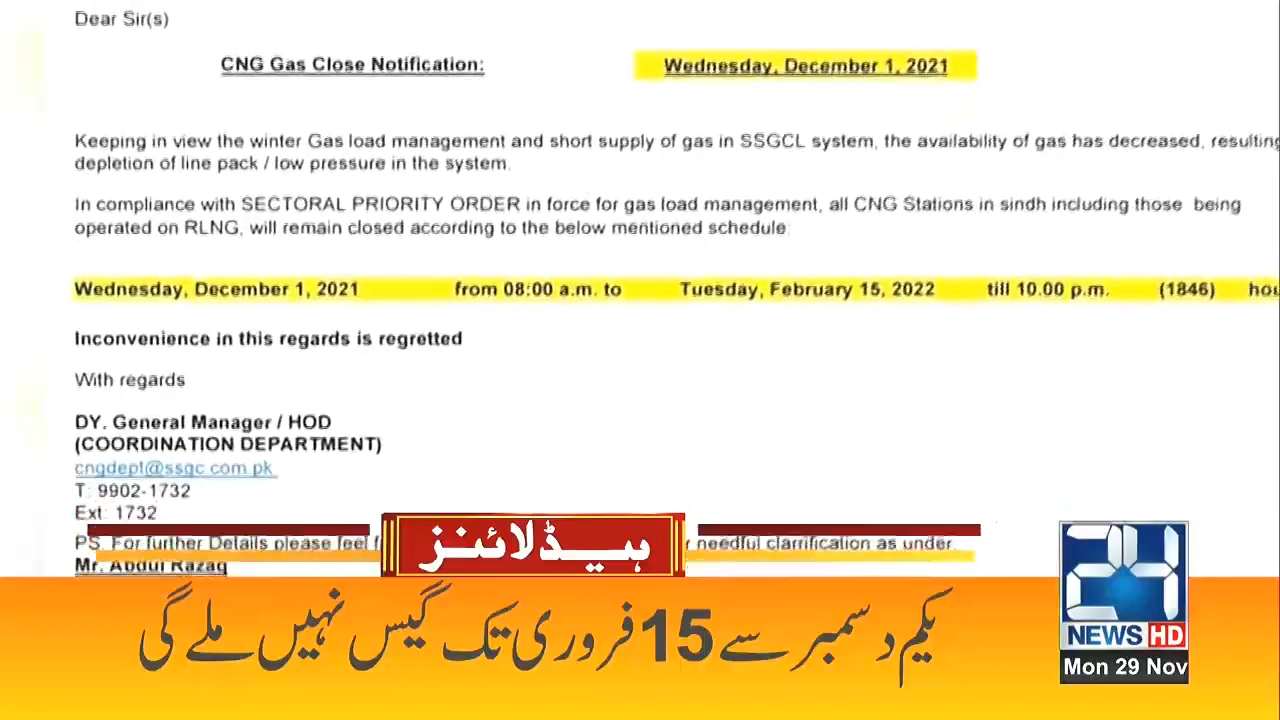 Dear Sir(s)
CNG Gas Close Notification: Wednesday, December 1, 2021
Keeping in view the winter Gas load management and short supply of gas in SSGCL system, the availability of gas has decreased, resulting
depletion of line pack / low pressure in the system.
In compliance with SECTORAL PRIORITY ORDER in force for gas load management, all CNG Stations in sindh including those being
operated on RLNG, will remain closed according to the below mentioned schedule:
Wednesday, December 1, 2021 from 08:00 a.m. to Tuesday, February 15, 2022 till 10.00 p.m. (1846)
Inconvenience in this regards is regretted
With regards
DY. General Manager / HOD
(COORDINATION DEPARTMENT)
cngdept@ssgc.com.pk
T: 9902-1732
Ext: 1732
PS. For further Details please feel needful clarrification as under.
Mr. Abdul Razaq
ہیڈلائنز
یکم دسمبر سے 15 فروری تک گیس نہیں ملے گی
24
NEWS HD
Mon 29 Nov